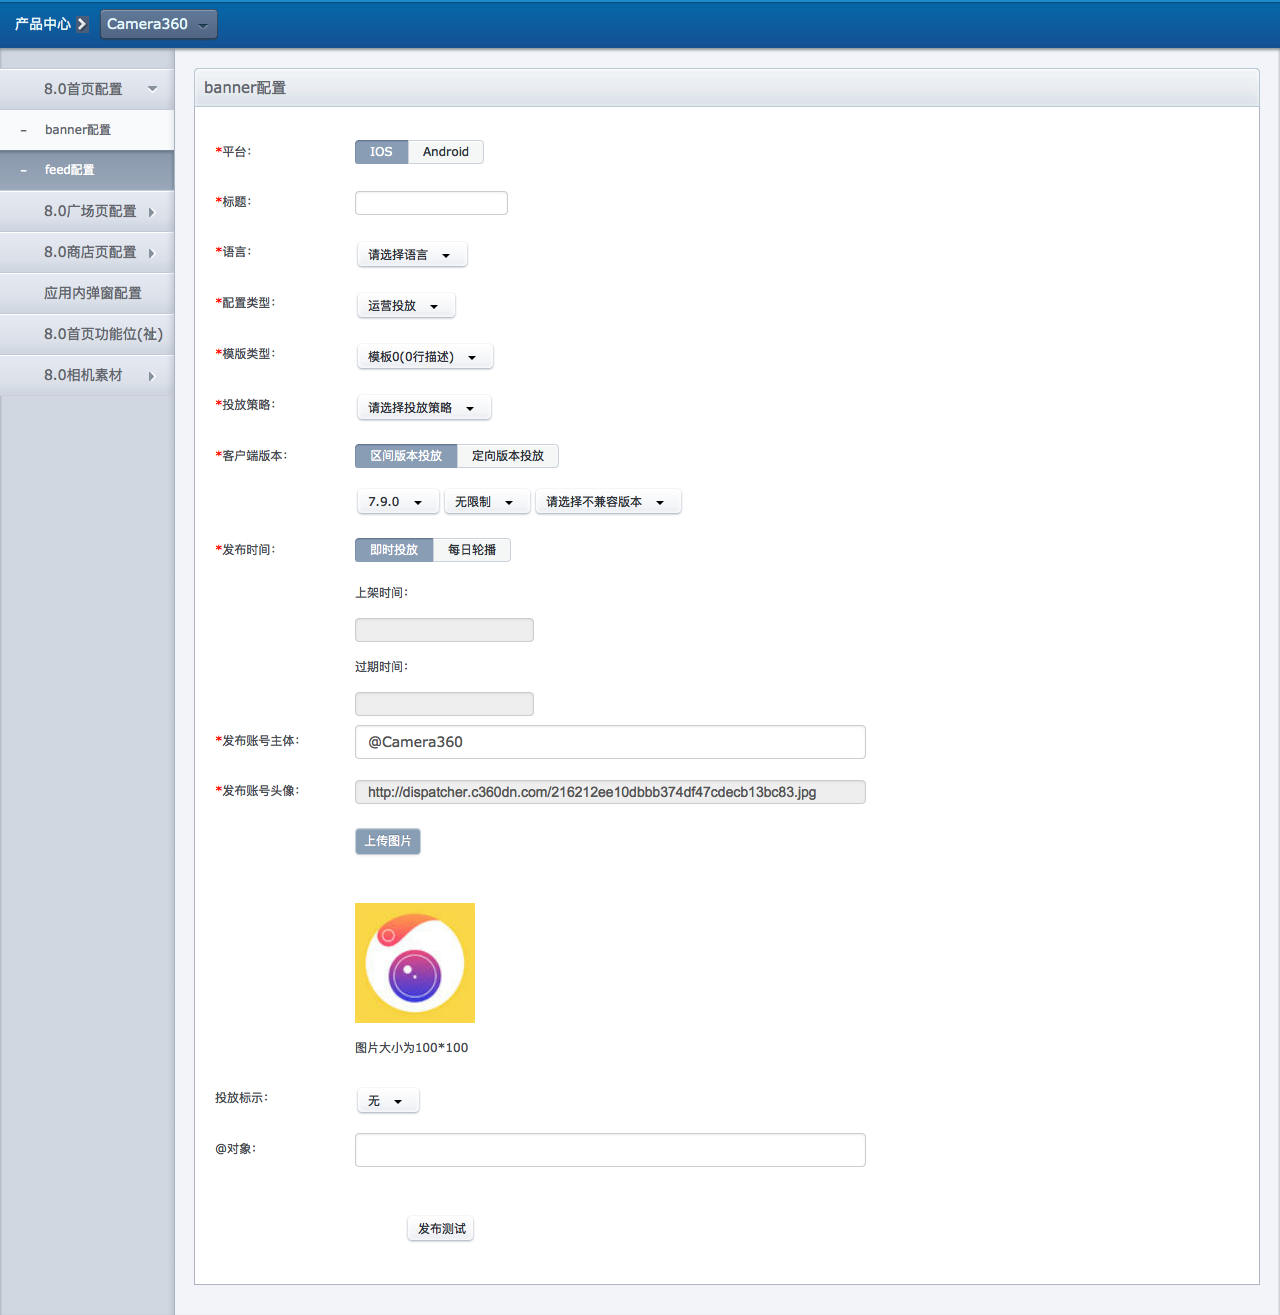 产品中心
Camera360
8.0首页配置
- banner配置
- feed配置
8.0广场页配置
8.0商店页配置
应用内弹窗配置
8.0首页功能位(祉)
8.0相机素材
banner配置
*平台: IOS Android
*标题:
*语言: 请选择语言
*配置类型: 运营投放
*模版类型: 模板0(0行描述)
*投放策略: 请选择投放策略
*客户端版本: 区间版本投放 定向版本投放
7.9.0 无限制 请选择不兼容版本
*发布时间: 即时投放 每日轮播
上架时间:
过期时间:
*发布账号主体: @Camera360
*发布账号头像: http://dispatcher.c360dn.com/216212ee10dbbb374df47cdecb13bc83.jpg
上传图片
图片大小为100*100
投放标示: 无
@对象:
发布测试